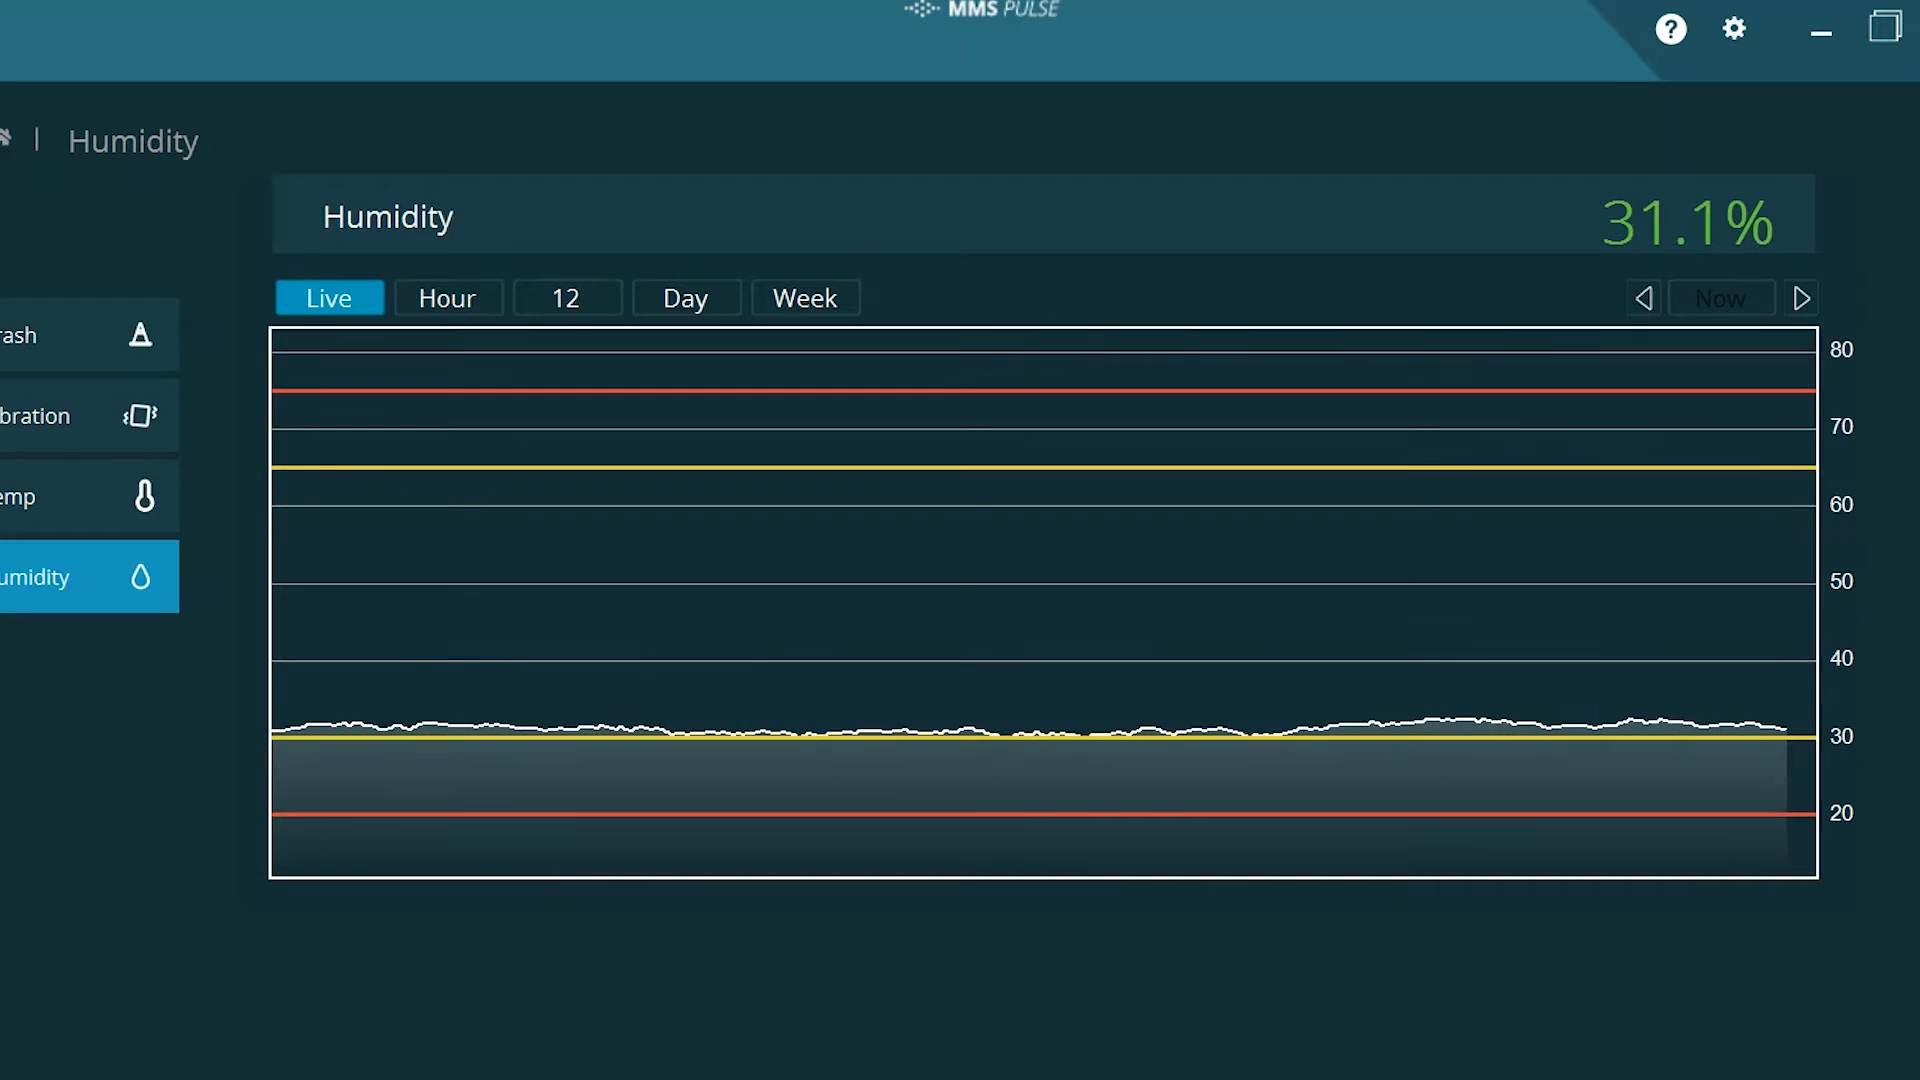 MMS PULSE
?
| Humidity
Humidity
31.1%
Live
Hour
12
Day
Week
Now
rash
bration
emp
umidity
80
70
60
50
40
30
20